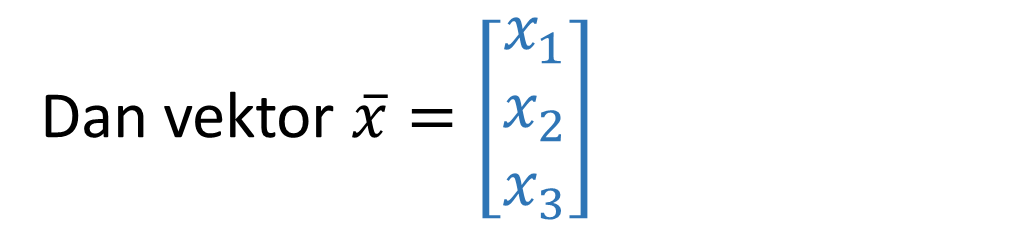 Dan vektor x̄ = [x₁
x₂
x₃]